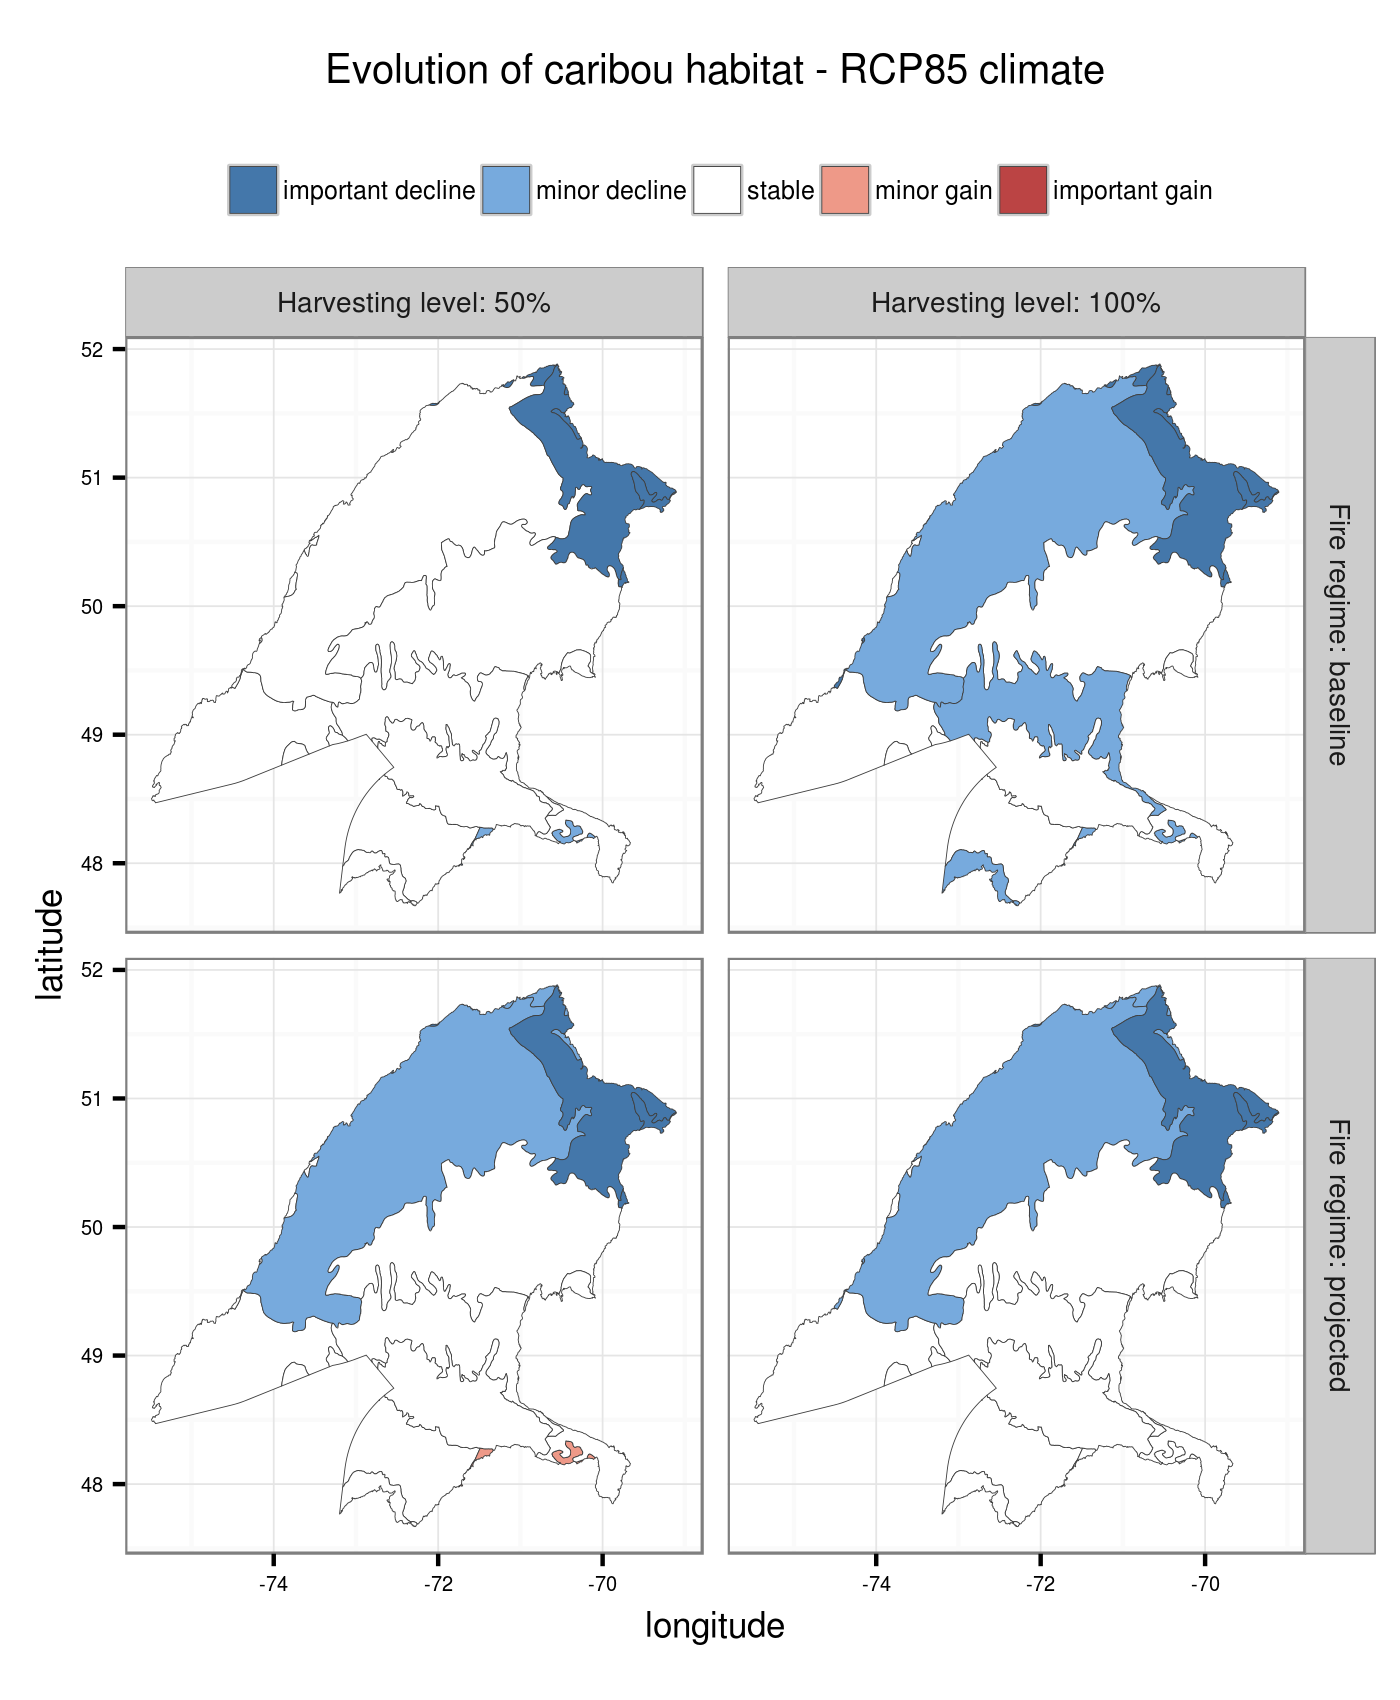 Evolution of caribou habitat - RCP85 climate
important decline minor decline stable minor gain important gain
Harvesting level: 50% Harvesting level: 100%
52
51
50
49
48
Fire regime: baseline
latitude
52
51
50
49
48
Fire regime: projected
-74 -72 -70 -74 -72 -70
longitude